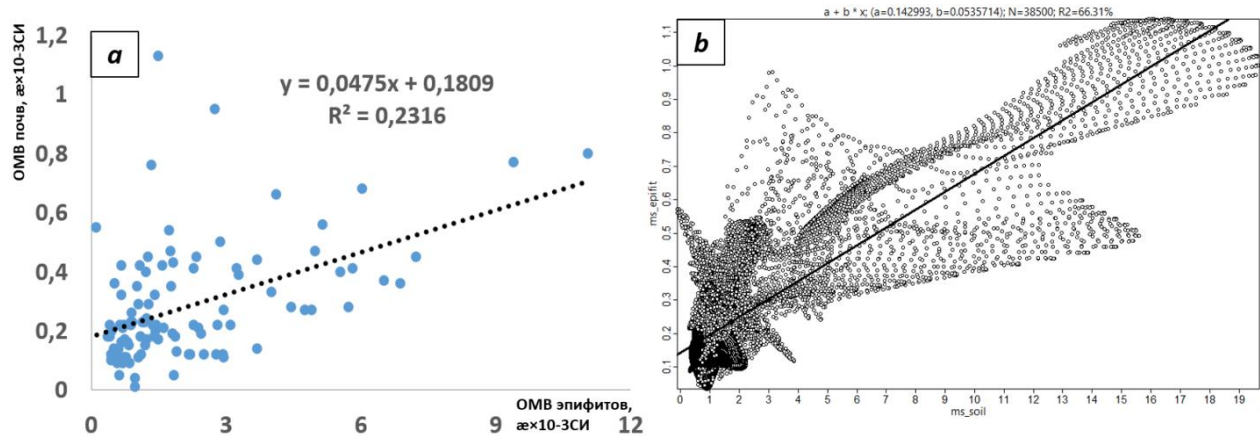 a
ОМВ почв, æ×10-3СИ
1,2
1
0,8
0,6
0,4
0,2
0
y = 0,0475x + 0,1809
R² = 0,2316
0 3 6 9 12
ОМВ эпифитов,
æ×10-3СИ
a + b * x; (a=0.142993, b=0.0535714); N=38500; R2=66.31%
b
ms_epifit
1.1
1.0
0.9
0.8
0.7
0.6
0.5
0.4
0.3
0.2
0.1
0 1 2 3 4 5 6 7 8 9 10 11 12 13 14 15 16 17 18 19
ms_soil